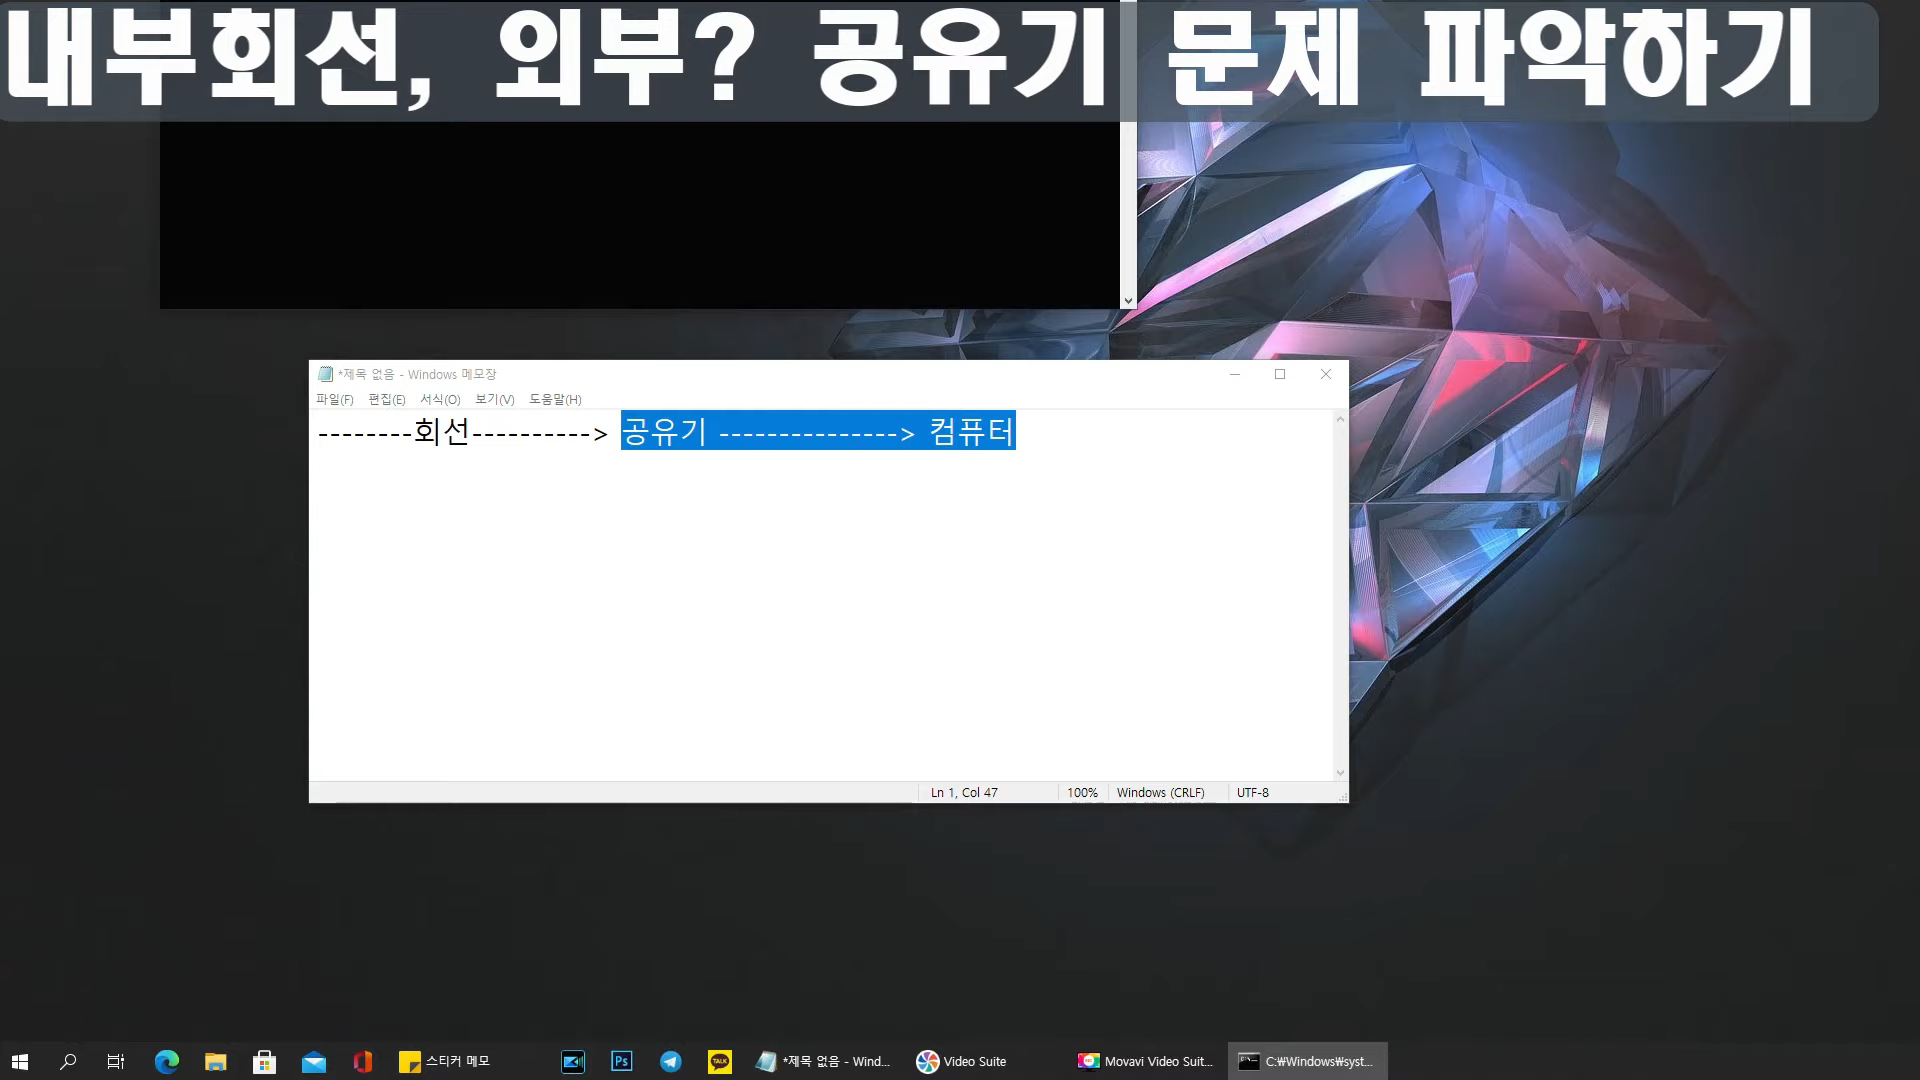 내부회선, 외부? 공유기 문제 파악하기
*제목 없음 - Windows 메모장
파일(F) 편집(E) 서식(O) 보기(V) 도움말(H)
--------회선----------> 공유기 ---------------> 컴퓨터
Ln 1, Col 47 100% Windows (CRLF) UTF-8
스티커 메모 Ps TALK *제목 없음 - Wind... Video Suite Movavi Video Suit... C:₩Windows₩syst...